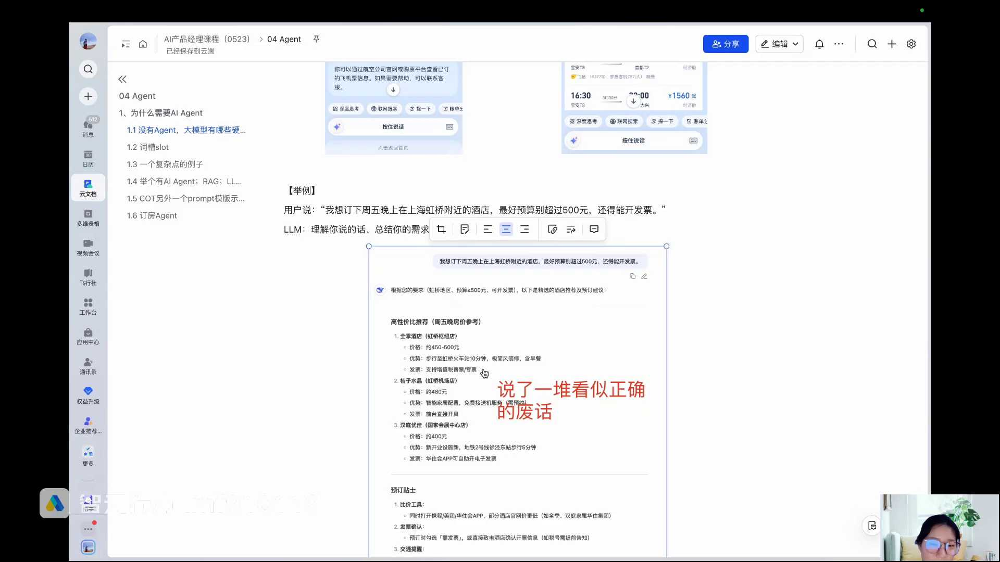 AI产品经理课程（0523） > 04 Agent
已经保存到云端
分享
编辑
512
消息
30
日历
云文档
多维表格
视频会议
飞行社
工作台
应用中心
通讯录
权益升级
企业推荐...
更多
04 Agent
1、为什么需要AI Agent
1.1 没有Agent，大模型有哪些硬...
1.2 词槽slot
1.3 一个复杂点的例子
1.4 举个有AI Agent；RAG；LL...
1.5 COT另外一个prompt模版示...
1.6 订房Agent
你可以通过航空公司官网或购票平台查看已订
的飞机票信息。如果需要帮助，可以联系客
服。
深度思考 联网搜索 探一下 账单分
按住说话
点击返回首页
宝安T3 首都T2 经济舱
飞猪 HU7710 梦想客机787(大) 晚餐
16:30 3时30分 :00 ¥1560 起
宝安T3 大兴 经济舱
深度思考 联网搜索 探一下 账单分
按住说话
【举例】
用户说：“我想订下周五晚上在上海虹桥附近的酒店，最好预算别超过500元，还得能开发票。”
LLM：理解你说的话、总结你的需求
我想订下周五晚上在上海虹桥附近的酒店，最好预算别超过500元，还得能开发票。
根据您的要求（虹桥地区、预算≤500元、可开发票），以下是精选的酒店推荐及预订建议：
高性价比推荐（周五晚房价参考）
1. 全季酒店（虹桥枢纽店）
价格：约450-500元
优势：步行至虹桥火车站10分钟，极简风装修，含早餐
发票：支持增值税普票/专票
2. 桔子水晶（虹桥机场店）
价格：约480元
优势：智能家居配置，免费接送机服务（需预约）
发票：前台直接开具
3. 汉庭优佳（国家会展中心店）
价格：约400元
优势：新开业设施新，地铁2号线徐泾东站步行5分钟
发票：华住会APP可自助开电子发票
说了一堆看似正确
的废话
预订贴士
1. 比价工具：
同时打开携程/美团/华住会APP，部分酒店官网价更低（如全季、汉庭隶属华住集团）
2. 发票确认：
预订时勾选「需发票」，或直接致电酒店确认开票信息（如税号需提前告知）
3. 交通提醒：